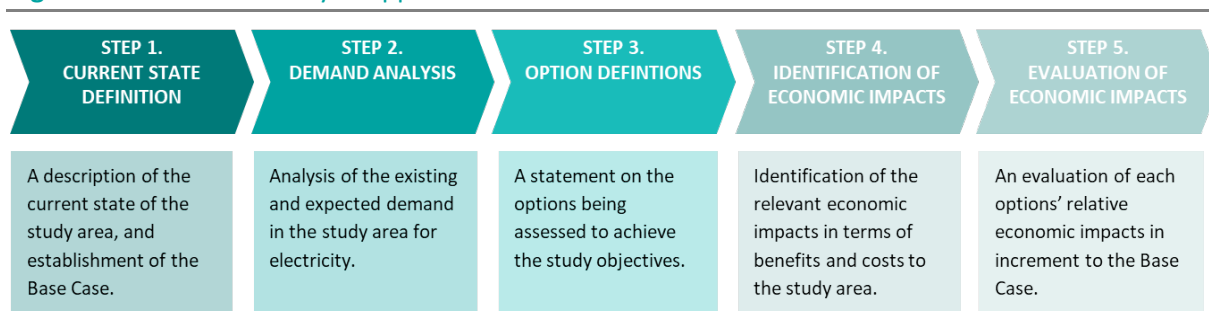 STEP 1.
CURRENT STATE
DEFINITION
STEP 2.
DEMAND ANALYSIS
STEP 3.
OPTION DEFINTIONS
STEP 4.
IDENTIFICATION OF
ECONOMIC IMPACTS
STEP 5.
EVALUATION OF
ECONOMIC IMPACTS
A description of the
current state of the
study area, and
establishment of the
Base Case.
Analysis of the existing
and expected demand
in the study area for
electricity.
A statement on the
options being
assessed to achieve
the study objectives.
Identification of the
relevant economic
impacts in terms of
benefits and costs to
the study area.
An evaluation of each
options’ relative
economic impacts in
increment to the Base
Case.